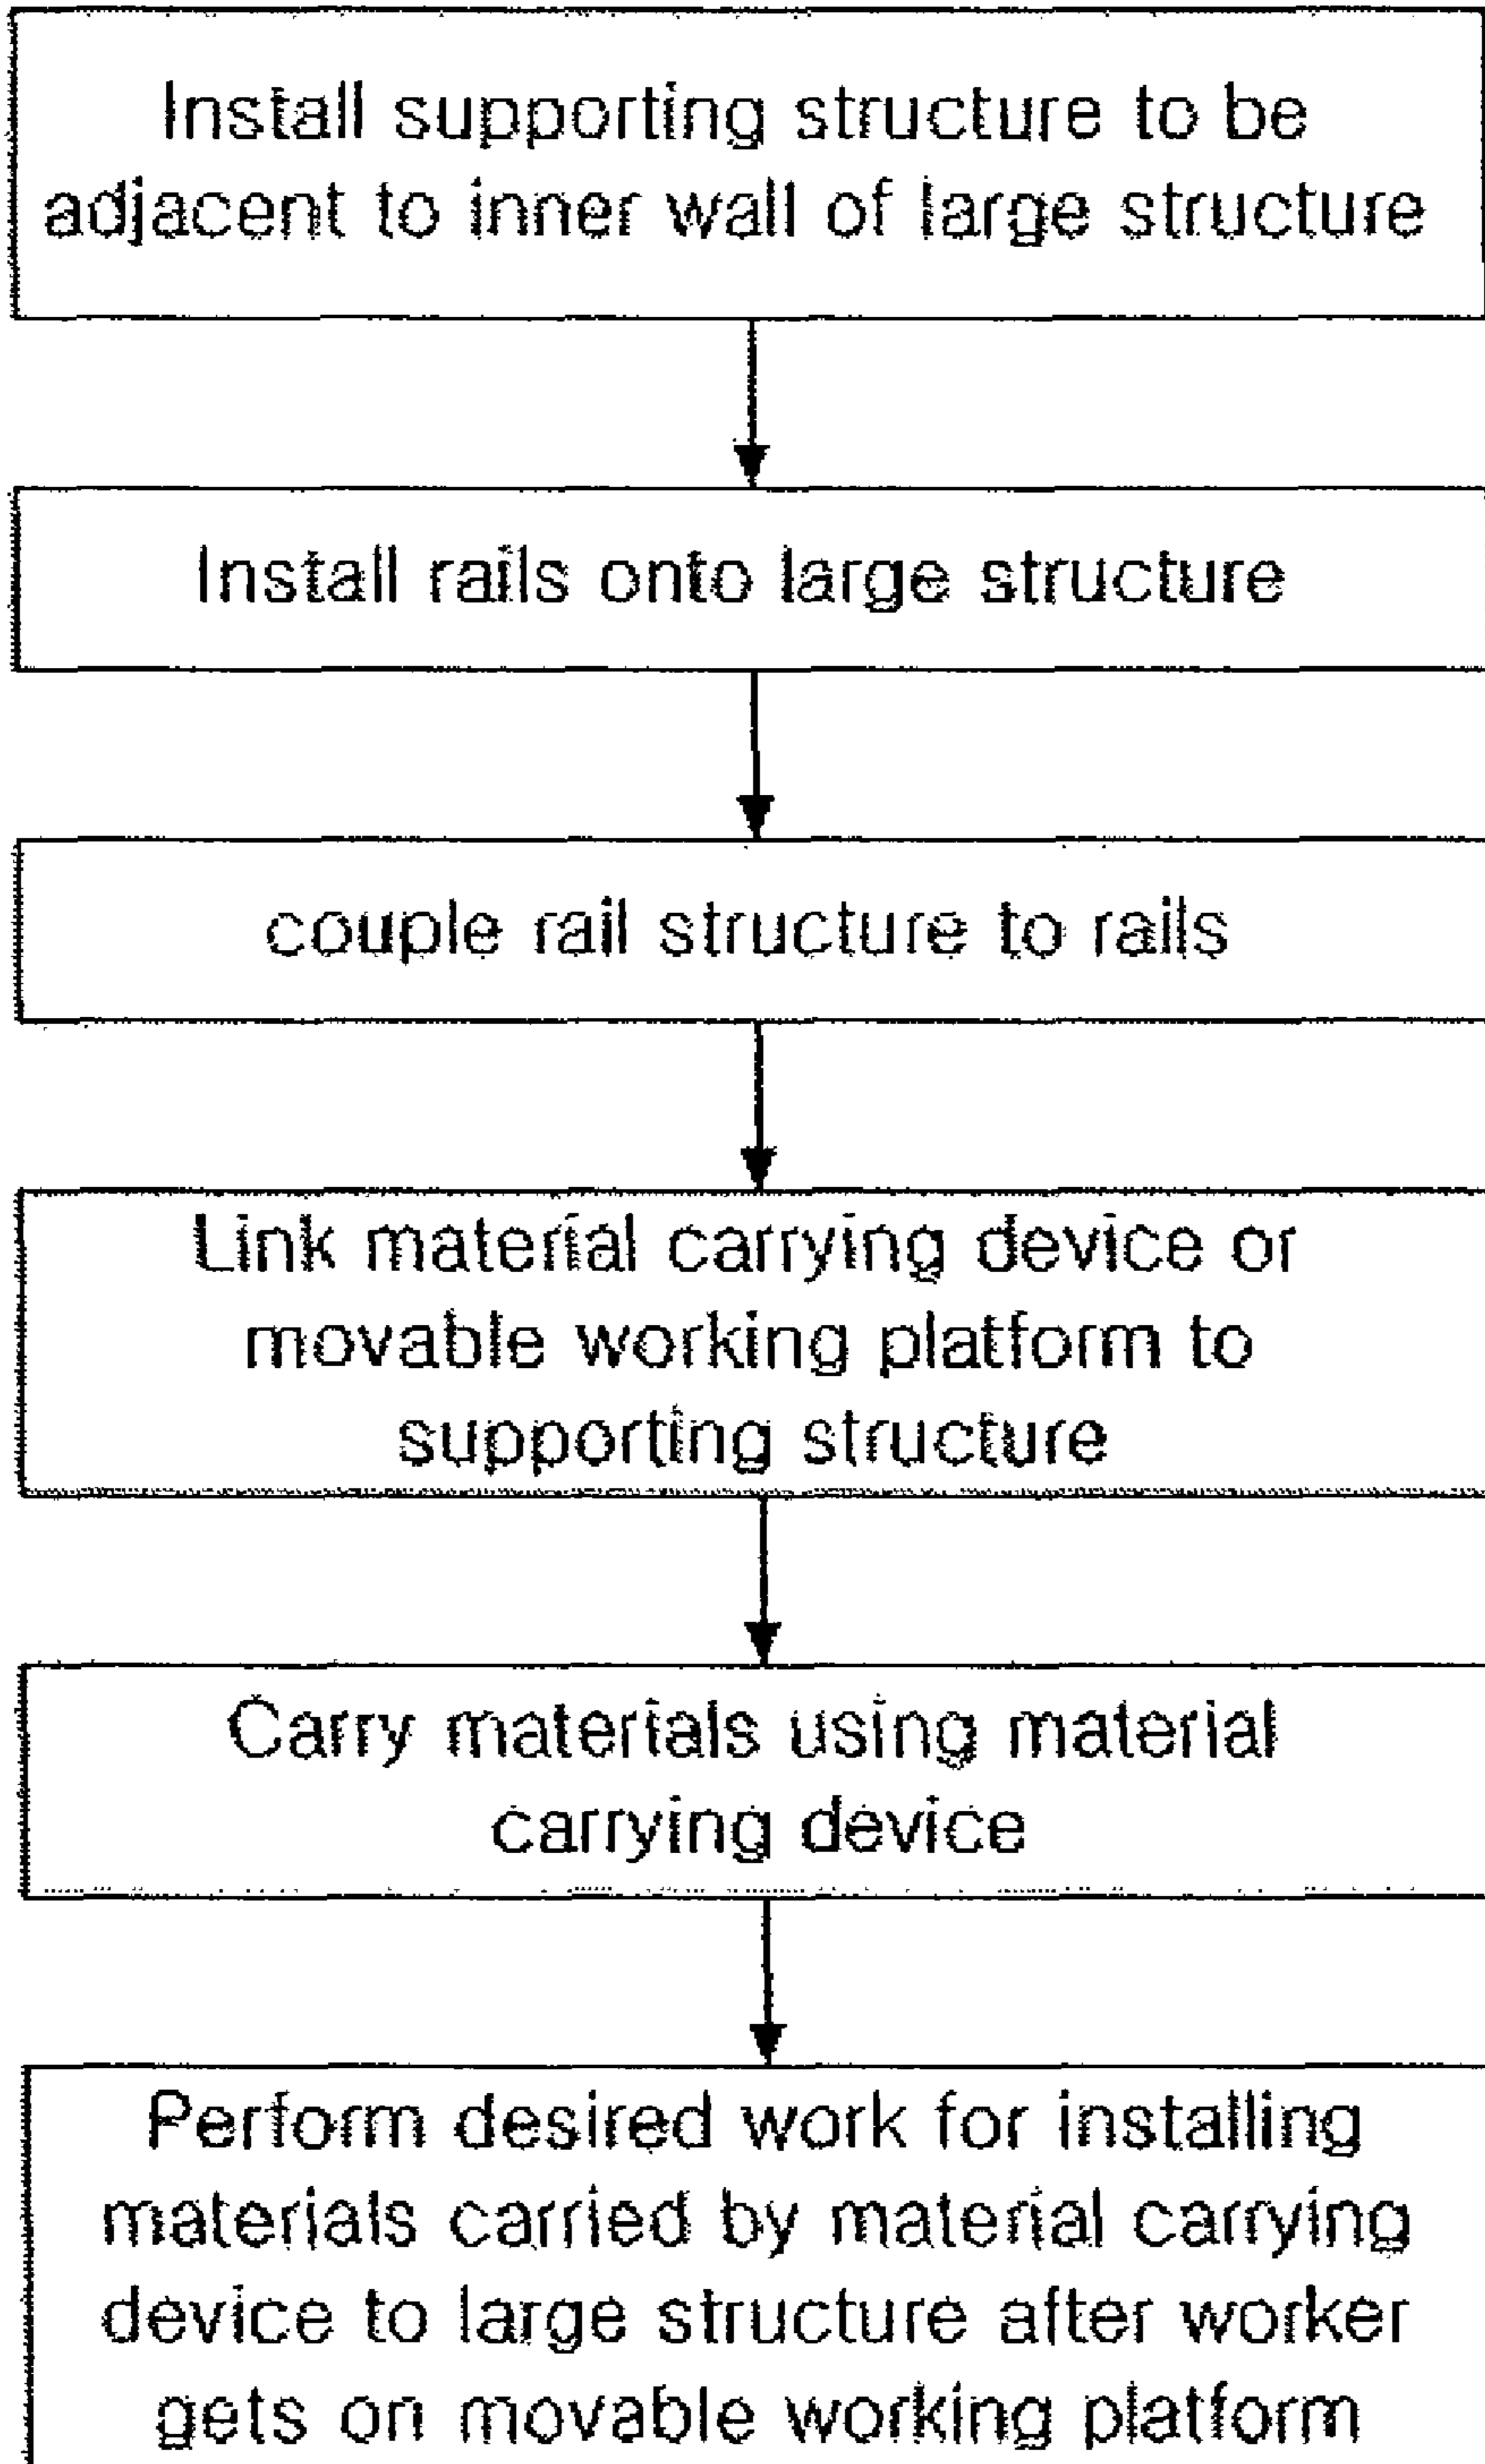 Install supporting structure to be
adjacent to inner wall of large structure
Install rails onto large structure
couple rail structure to rails
Link material carrying device or
movable working platform to
supporting structure
Carry materials using material
carrying device
Perform desired work for installing
materials carried by material carrying
device to large structure after worker
gets on movable working platform